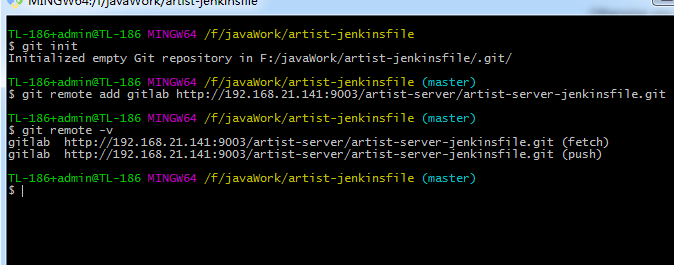 MINGW64:/f/javaWork/artist-jenkinsfile
TL-186+admin@TL-186 MINGW64 /f/javaWork/artist-jenkinsfile
$ git init
Initialized empty Git repository in F:/javaWork/artist-jenkinsfile/.git/
TL-186+admin@TL-186 MINGW64 /f/javaWork/artist-jenkinsfile (master)
$ git remote add gitlab http://192.168.21.141:9003/artist-server/artist-server-jenkinsfile.git
TL-186+admin@TL-186 MINGW64 /f/javaWork/artist-jenkinsfile (master)
$ git remote -v
gitlab  http://192.168.21.141:9003/artist-server/artist-server-jenkinsfile.git (fetch)
gitlab  http://192.168.21.141:9003/artist-server/artist-server-jenkinsfile.git (push)
TL-186+admin@TL-186 MINGW64 /f/javaWork/artist-jenkinsfile (master)
$